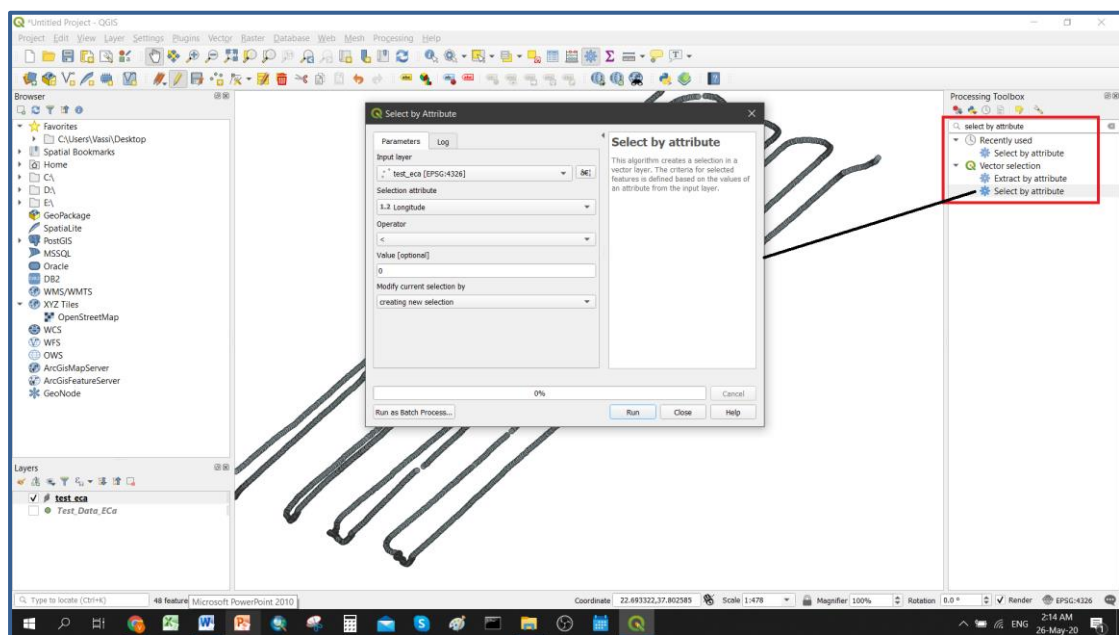 *Untitled Project - QGIS
Project Edit View Layer Settings Plugins Vector Raster Database Web Mesh Processing Help
Browser
Favorites
C:\Users\Vassi\Desktop
Spatial Bookmarks
Home
C:\
D:\
E:\
GeoPackage
SpatiaLite
PostGIS
MSSQL
Oracle
DB2
WMS/WMTS
XYZ Tiles
OpenStreetMap
WCS
WFS
OWS
ArcGisMapServer
ArcGisFeatureServer
GeoNode
Layers
test_eca
Test_Data_ECa
Select by Attribute
Parameters Log
Input layer
test_eca [EPSG:4326]
Selection attribute
1.2 Longitude
Operator
<
Value [optional]
0
Modify current selection by
creating new selection
Select by attribute
This algorithm creates a selection in a
vector layer. The criteria for selected
features is defined based on the values of
an attribute from the input layer.
0%
Cancel
Run as Batch Process...
Run Close Help
Processing Toolbox
select by attribute
Recently used
Select by attribute
Vector selection
Extract by attribute
Select by attribute
Type to locate (Ctrl+K)
48 feature
Microsoft PowerPoint 2010
Coordinate 22.693322,37.802585 Scale 1:478 Magnifier 100% Rotation 0.0 ° Render EPSG:4326
ENG
2:14 AM
26-May-20